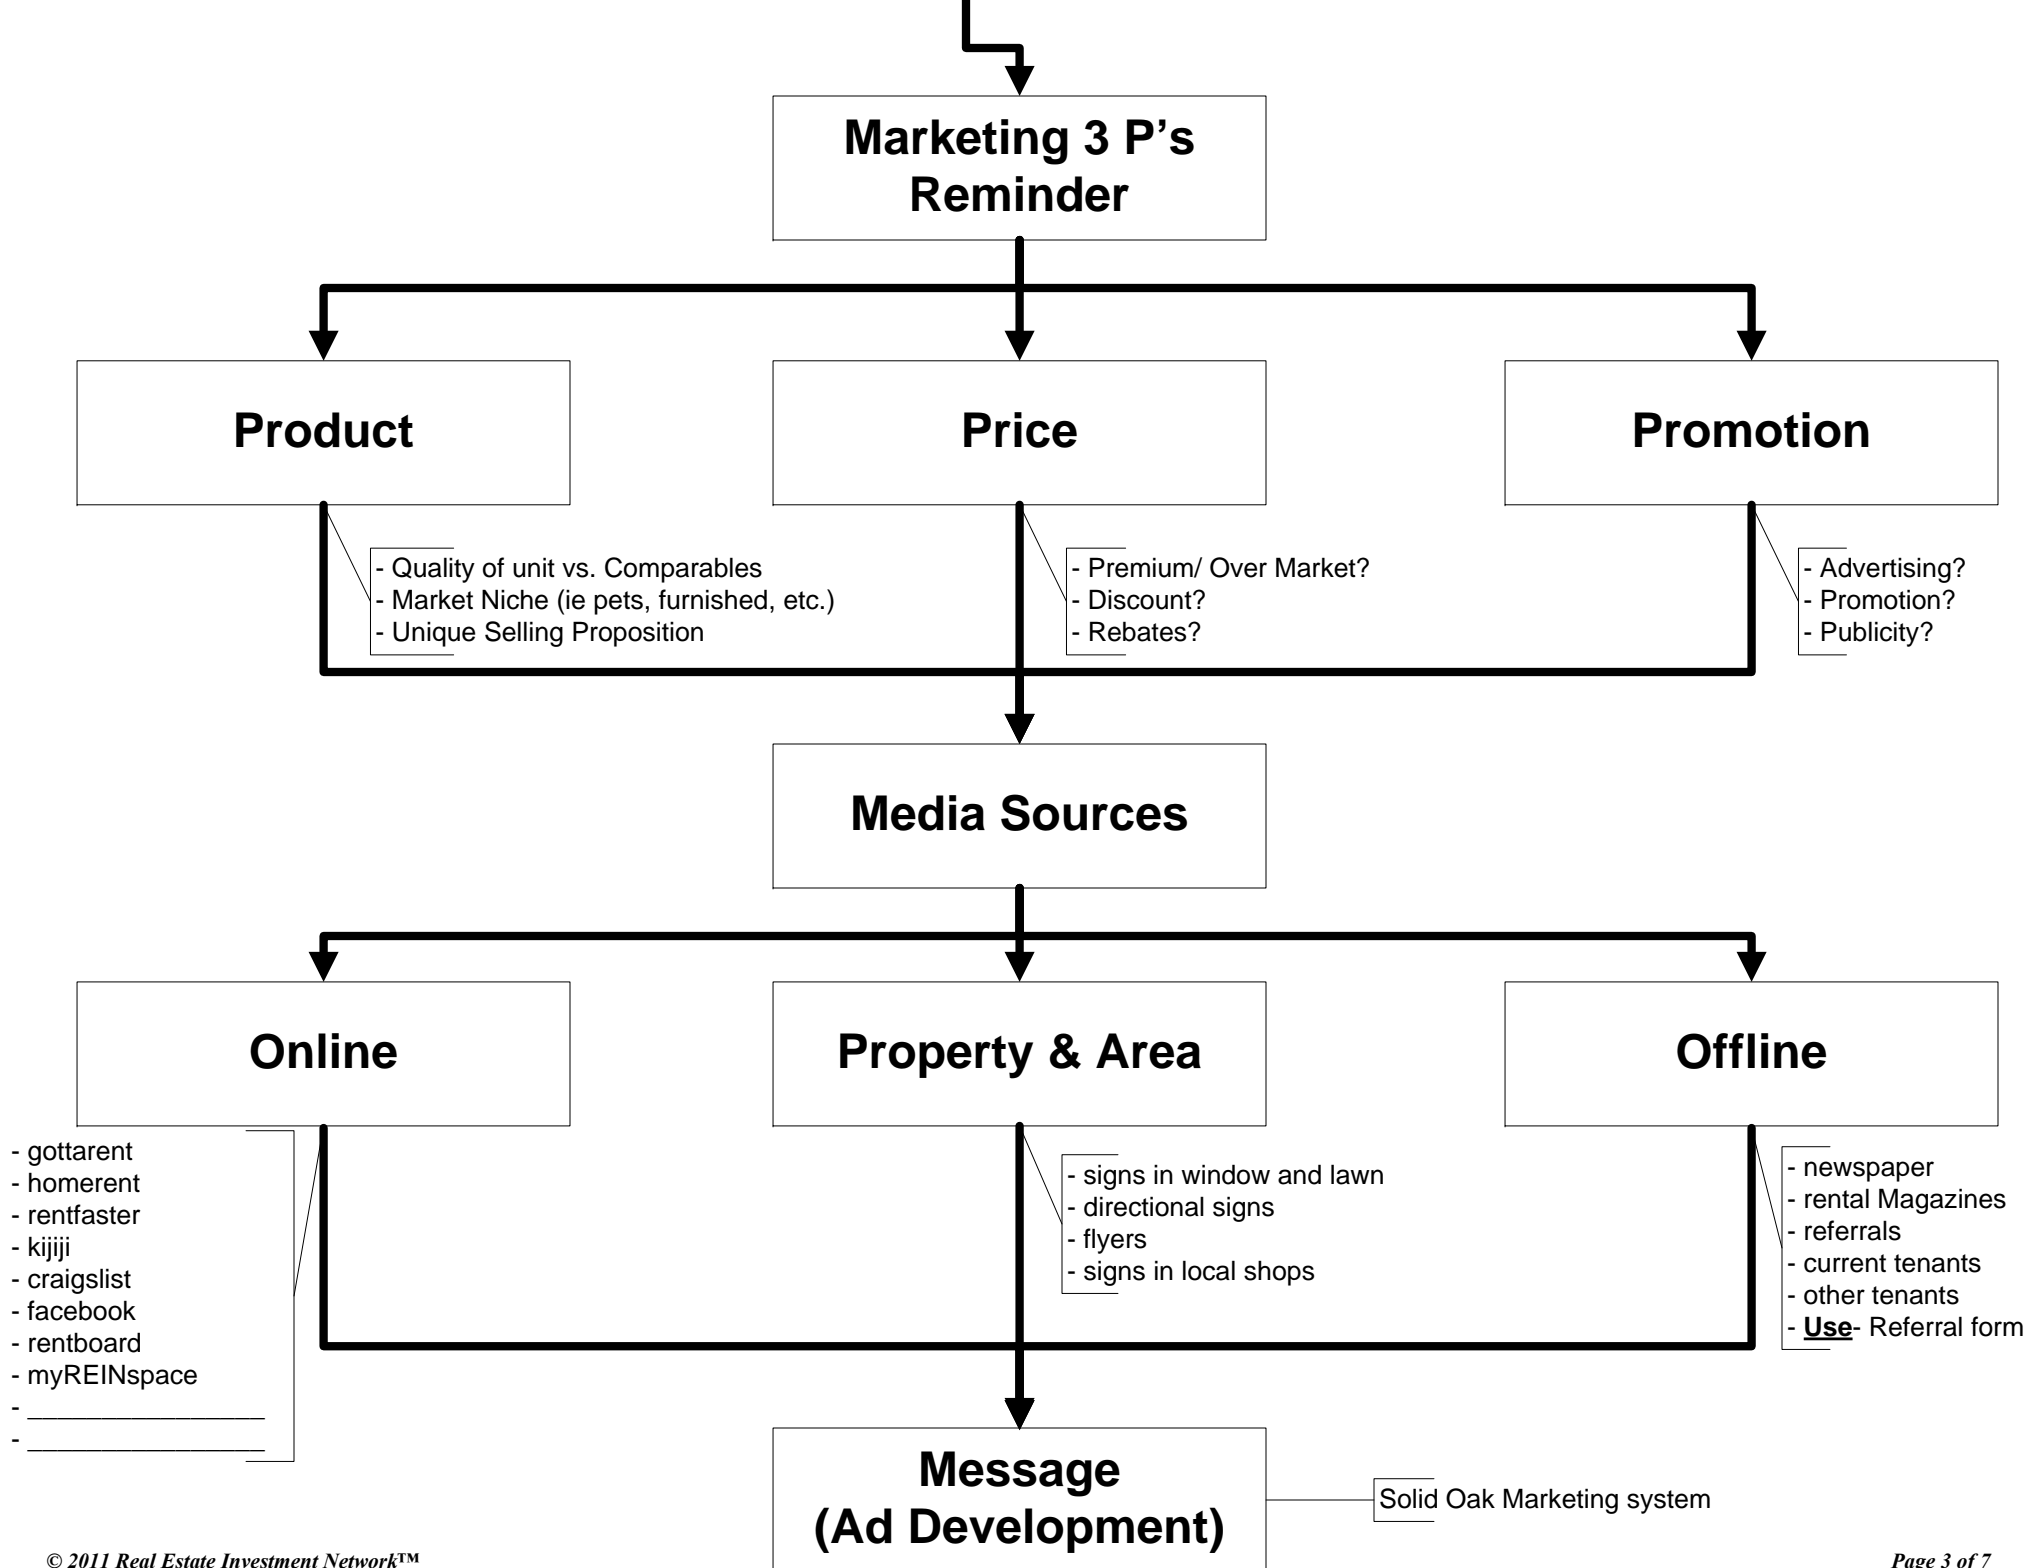 Marketing 3 P’s
Reminder
Product
Price
Promotion
- Quality of unit vs. Comparables
- Market Niche (ie pets, furnished, etc.)
- Unique Selling Proposition
- Premium/ Over Market?
- Discount?
- Rebates?
- Advertising?
- Promotion?
- Publicity?
Media Sources
Online
Property & Area
Offline
- gottarent
- homerent
- rentfaster
- kijiji
- craigslist
- facebook
- rentboard
- myREINspace
- ________________
- ________________
- signs in window and lawn
- directional signs
- flyers
- signs in local shops
- newspaper
- rental Magazines
- referrals
- current tenants
- other tenants
- Use- Referral form
Message
(Ad Development)
Solid Oak Marketing system
© 2011 Real Estate Investment Network™
Page 3 of 7